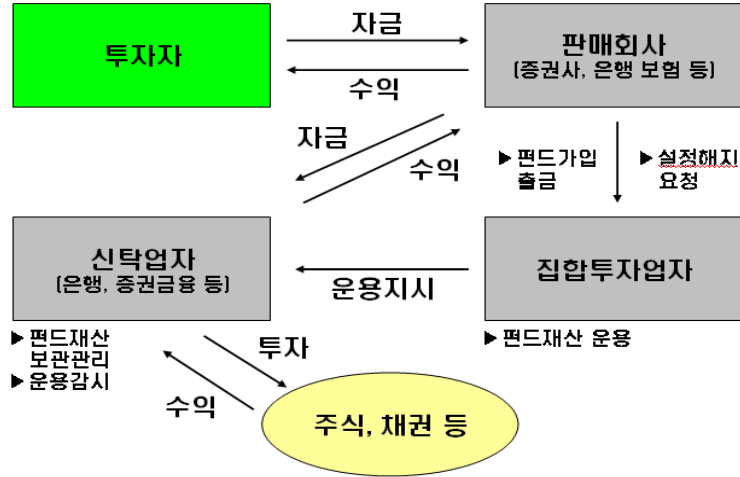 투자자
자금
수익
판매회사
(증권사, 은행 보험 등)
자금
수익
▶ 펀드가입
출금
▶ 설정해지
요청
신탁업자
(은행, 증권금융 등)
운용지시
집합투자업자
▶ 펀드재산
보관관리
▶ 운용감시
▶ 펀드재산 운용
투자
수익
주식, 채권 등